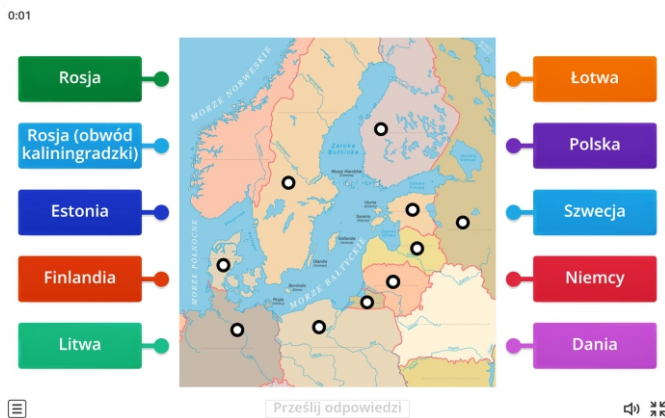 0:01
Rosja
Rosja (obwód
kaliningradzki)
Estonia
Finlandia
Litwa
MORZE NORWESKIE
Zatoka
Botnicka
MORZE PÓŁNOCNE
MORZE BAŁTYCKIE
Łotwa
Polska
Szwecja
Niemcy
Dania
Prześlij odpowiedzi